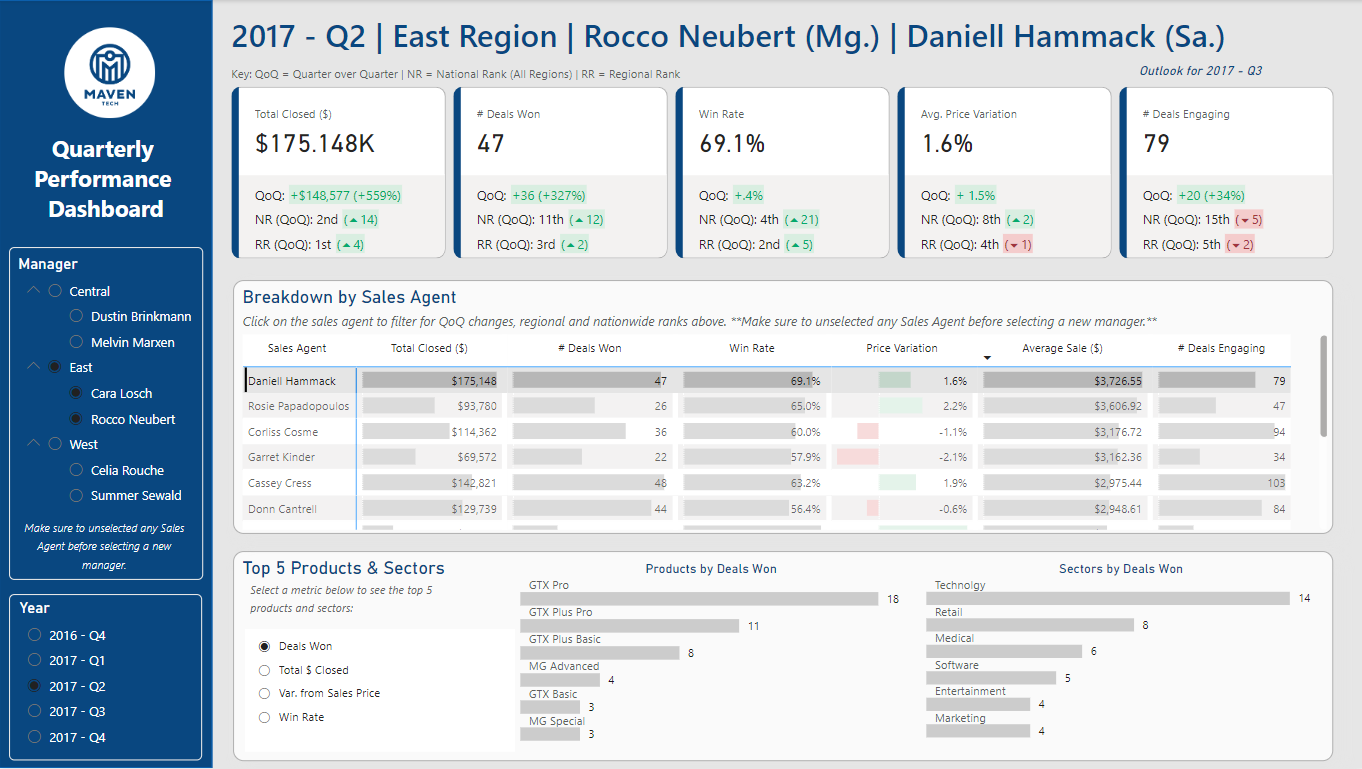 MAVEN
TECH
Quarterly
Performance
Dashboard
Manager
Central
Dustin Brinkmann
Melvin Marxen
East
Cara Losch
Rocco Neubert
West
Celia Rouche
Summer Sewald
Make sure to unselected any Sales
Agent before selecting a new
manager.
Year
2016 - Q4
2017 - Q1
2017 - Q2
2017 - Q3
2017 - Q4
2017 - Q2 | East Region | Rocco Neubert (Mg.) | Daniell Hammack (Sa.)
Key: QoQ = Quarter over Quarter | NR = National Rank (All Regions) | RR = Regional Rank
Outlook for 2017 - Q3
Total Closed ($)
$175.148K
QoQ: +$148,577 (+559%)
NR (QoQ): 2nd (▲ 14)
RR (QoQ): 1st (▲ 4)
# Deals Won
47
QoQ: +36 (+327%)
NR (QoQ): 11th (▲ 12)
RR (QoQ): 3rd (▲ 2)
Win Rate
69.1%
QoQ: +.4%
NR (QoQ): 4th (▲ 21)
RR (QoQ): 2nd (▲ 5)
Avg. Price Variation
1.6%
QoQ: + 1.5%
NR (QoQ): 8th (▲ 2)
RR (QoQ): 4th (▼ 1)
# Deals Engaging
79
QoQ: +20 (+34%)
NR (QoQ): 15th (▼ 5)
RR (QoQ): 5th (▼ 2)
Breakdown by Sales Agent
Click on the sales agent to filter for QoQ changes, regional and nationwide ranks above. **Make sure to unselected any Sales Agent before selecting a new manager.**
Sales Agent Total Closed ($) # Deals Won Win Rate Price Variation Average Sale ($) # Deals Engaging
Daniell Hammack $175,148 47 69.1% 1.6% $3,726.55 79
Rosie Papadopoulos $93,780 26 65.0% 2.2% $3,606.92 47
Corliss Cosme $114,362 36 60.0% -1.1% $3,176.72 94
Garret Kinder $69,572 22 57.9% -2.1% $3,162.36 34
Cassey Cress $142,821 48 63.2% 1.9% $2,975.44 103
Donn Cantrell $129,739 44 56.4% -0.6% $2,948.61 84
Top 5 Products & Sectors
Select a metric below to see the top 5
products and sectors:
Deals Won
Total $ Closed
Var. from Sales Price
Win Rate
Products by Deals Won
GTX Pro
18
GTX Plus Pro
11
GTX Plus Basic
8
MG Advanced
4
GTX Basic
3
MG Special
3
Sectors by Deals Won
Technolgy
14
Retail
8
Medical
6
Software
5
Entertainment
4
Marketing
4